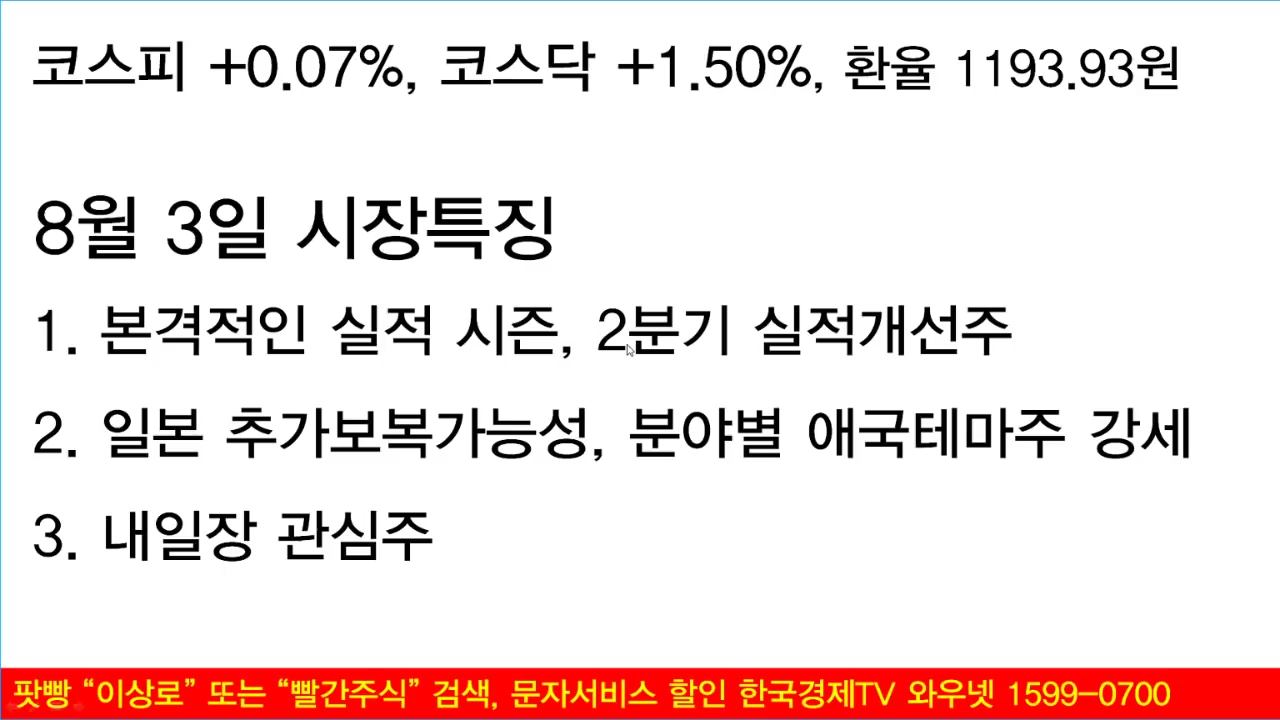 코스피 +0.07%, 코스닥 +1.50%, 환율 1193.93원
8월 3일 시장특징
1. 본격적인 실적 시즌, 2분기 실적개선주
2. 일본 추가보복가능성, 분야별 애국테마주 강세
3. 내일장 관심주
팟빵 “이상로” 또는 “빨간주식” 검색, 문자서비스 할인 한국경제TV 와우넷 1599-0700